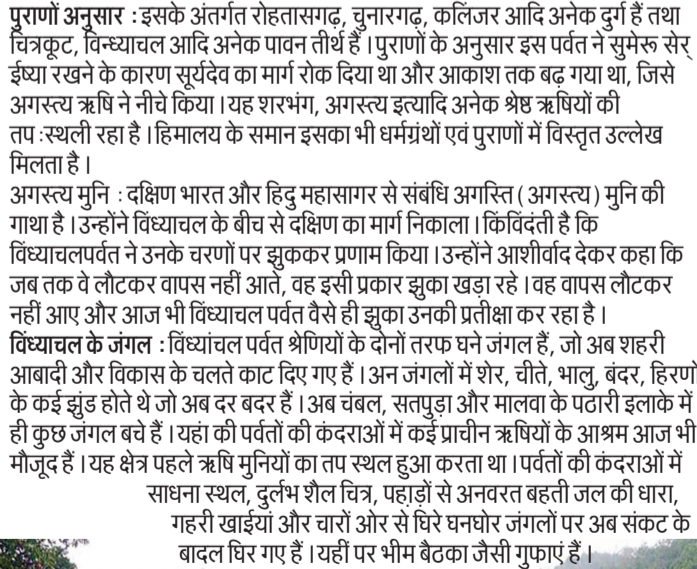 पुराणों अनुसार : इसके अंतर्गत रोहतासगढ़, चुनारगढ़, कलिंजर आदि अनेक दुर्ग हैं तथा
चित्रकूट, विन्ध्याचल आदि अनेक पावन तीर्थ हैं । पुराणों के अनुसार इस पर्वत ने सुमेरू सेर्
ईष्या रखने के कारण सूर्यदेव का मार्ग रोक दिया था और आकाश तक बढ़ गया था, जिसे
अगस्त्य ऋषि ने नीचे किया । यह शरभंग, अगस्त्य इत्यादि अनेक श्रेष्ठ ऋषियों की
तप :स्थली रहा है । हिमालय के समान इसका भी धर्मग्रंथों एवं पुराणों में विस्तृत उल्लेख
मिलता है ।
अगस्त्य मुनि : दक्षिण भारत और हिदु महासागर से संबंधि अगस्ति ( अगस्त्य ) मुनि की
गाथा है । उन्होंने विंध्याचल के बीच से दक्षिण का मार्ग निकाला । किंविंदंती है कि
विंध्याचलपर्वत ने उनके चरणों पर झुककर प्रणाम किया । उन्होंने आशीर्वाद देकर कहा कि
जब तक वे लौटकर वापस नहीं आते, वह इसी प्रकार झुका खड़ा रहे । वह वापस लौटकर
नहीं आए और आज भी विंध्याचल पर्वत वैसे ही झुका उनकी प्रतीक्षा कर रहा है ।
विंध्याचल के जंगल : विंध्यांचल पर्वत श्रेणियों के दोनों तरफ घने जंगल हैं, जो अब शहरी
आबादी और विकास के चलते काट दिए गए हैं । अन जंगलों में शेर, चीते, भालु, बंदर, हिरणों
के कई झुंड होते थे जो अब दर बदर हैं । अब चंबल, सतपुड़ा और मालवा के पठारी इलाके में
ही कुछ जंगल बचे हैं । यहां की पर्वतों की कंदराओं में कई प्राचीन ऋषियों के आश्रम आज भी
मौजूद हैं । यह क्षेत्र पहले ऋषि मुनियों का तप स्थल हुआ करता था । पर्वतों की कंदराओं में
साधना स्थल, दुर्लभ शैल चित्र, पहाड़ों से अनवरत बहती जल की धारा,
गहरी खाईयां और चारों ओर से घिरे घनघोर जंगलों पर अब संकट के
बादल घिर गए हैं । यहीं पर भीम बैठका जैसी गुफाएं हैं ।